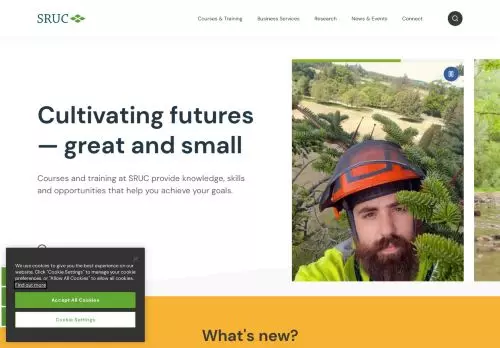 SRUC
Courses & Training
Business Services
Research
News & Events
Connect
Cultivating futures
— great and small
Courses and training at SRUC provide knowledge, skills
and opportunities that help you achieve your goals.
We use cookies to give you the best experience on our
website. Click "Cookie Settings" to manage your cookie
preferences, or "Allow All Cookies" to allow all cookies.
Find out more
Accept All Cookies
Cookie Settings
What's new?